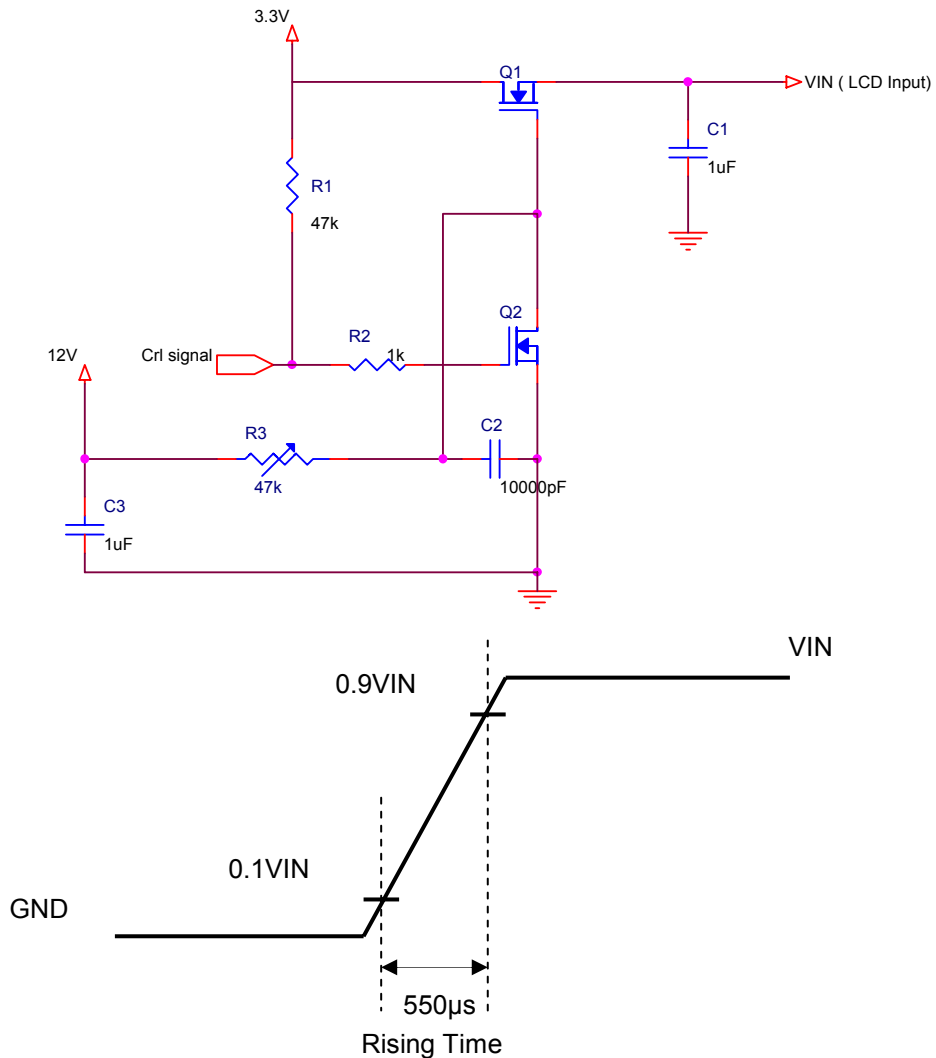 3.3V
Q1
VIN ( LCD Input)
C1
1uF
R1
47k
Q2
R2
1k
Crl signal
12V
R3
47k
C2
10000pF
C3
1uF
VIN
0.9VIN
0.1VIN
GND
550µs
Rising Time